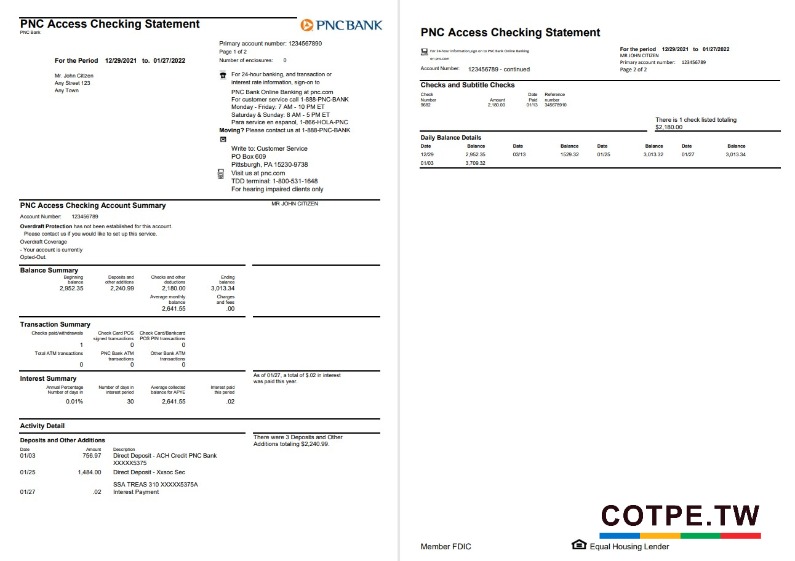 PNC Access Checking Statement
PNC Bank
PNCBANK
Primary account number: 1234567890
Page 1 of 2
Number of enclosures: 0
For the Period 12/29/2021 to. 01/27/2022
Mr. John Citizen
Any Street 123
Any Town
For 24-hour banking, and transaction or
interest rate information, sign-on to
PNC Bank Online Banking at pnc.com
For customer service call 1-888-PNC-BANK
Monday - Friday: 7 AM - 10 PM ET
Saturday & Sunday: 8 AM - 5 PM ET
Para service en espanol, 1-866-HOLA-PNC
Moving? Please contact us at 1-888-PNC-BANK
Write to: Customer Service
PO Box 609
Pittsburgh, PA 15230-9738
Visit us at pnc.com
TDD terminal: 1-800-531-1648
For hearing impaired clients only
PNC Access Checking Account Summary
MR JOHN CITIZEN
Account Number: 123456789
Overdraft Protection has not been established for this account
Please contact us if you would like to set up this service.
Overdraft Coverage
- Your account is currently
Opted-Out.
Balance Summary
Beginning balance Deposits and other additions Checks and other deductions Ending balance
2,952.35 2,240.99 2,180.00 3,013.34
Average monthly balance Charges and fees
2,641.55 .00
Transaction Summary
Checks paid/withdrawals Check Card POS signed transactions Check Card/Bankcard POS PIN transactions
1 0 0
Total ATM transactions PNC Bank ATM transactions Other Bank ATM transactions
0 0 0
Interest Summary
As of 01/27, a total of $.02 in interest
was paid this year.
Annual Percentage Number of days in Number of days in interest period Average collected balance for APYE Interest paid this period
0.01% 30 2,641.55 .02
Activity Detail
Deposits and Other Additions
There were 3 Deposits and Other
Additions totaling $2,240.99.
Date Amount Description
01/03 756.97 Direct Deposit - ACH Credit PNC Bank
XXXXX5375
01/25 1,484.00 Direct Deposit - Xxsoc Sec
SSA TREAS 310 XXXXX5375A
01/27 .02 Interest Payment
PNC Access Checking Statement
For 24-hour information, sign-on to PNC Bank Online Banking
For the period 12/29/2021 to 01/27/2022
MR JOHN CITIZEN
Primary account number: 123456789
Page 2 of 2
Account Number: 123456789 - continued
Checks and Subtitle Checks
Check Number Amount Date Paid Reference number
2,180.00 01/13
There is 1 check listed totaling
$2,180.00
Daily Balance Details
Date Balance Date Balance Date Balance Date Balance
12/29 2,952.35 03/13 1529.32 01/25 3,013.32 01/27 3,013.34
01/03 3,709.32
COTPE.TW
Member FDIC
Equal Housing Lender